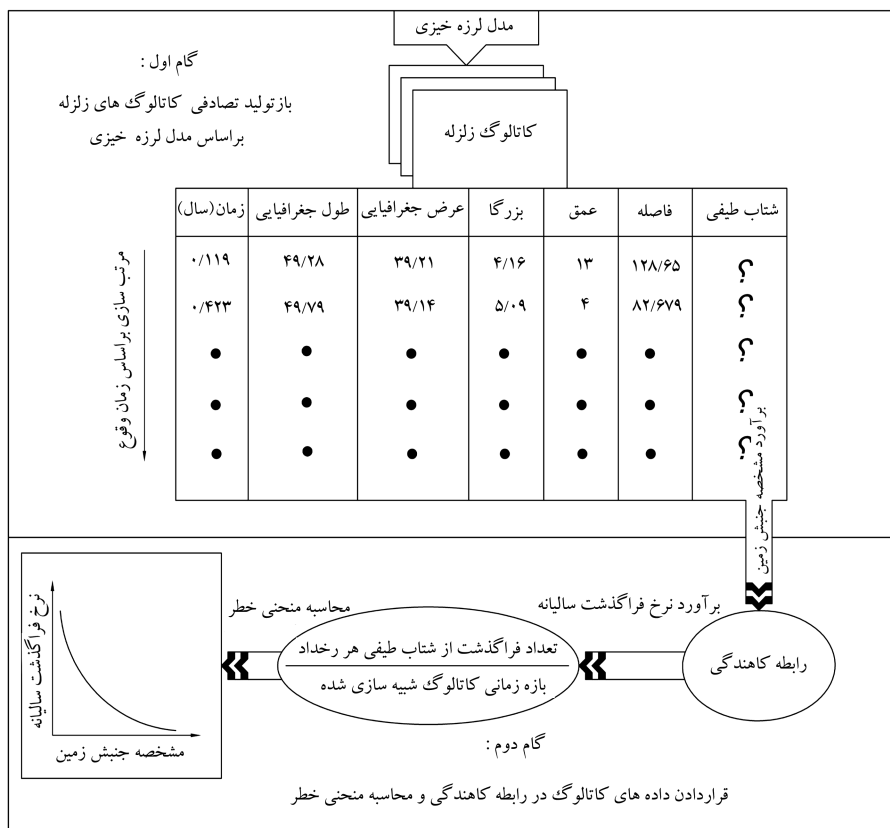 مدل لرزه خیزی
گام اول :
بازتولید تصادفی کاتالوگ های زلزله
براساس مدل لرزه خیزی
کاتالوگ زلزله
شتاب طیفی فاصله عمق بزرگا عرض جغرافیایی طول جغرافیایی زمان(سال)
؟ ۱۲۸/۶۵ ۱۳ ۴/۱۶ ۳۹/۲۱ ۴۹/۲۸ ۰/۱۱۹
؟ ۸۲/۶۷۹ ۴ ۵/۰۹ ۳۹/۱۴ ۴۹/۷۹ ۰/۴۲۳
؟
؟
؟
مرتب سازی براساس زمان وقوع
برآورد مشخصه جنبش زمین
رابطه کاهندگی
برآورد نرخ فراگذشت سالیانه
تعداد فراگذشت از شتاب طیفی هر رخداد
بازه زمانی کاتالوگ شبیه سازی شده
محاسبه منحنی خطر
نرخ فراگذشت سالیانه
مشخصه جنبش زمین
گام دوم :
قراردادن داده های کاتالوگ در رابطه کاهندگی و محاسبه منحنی خطر